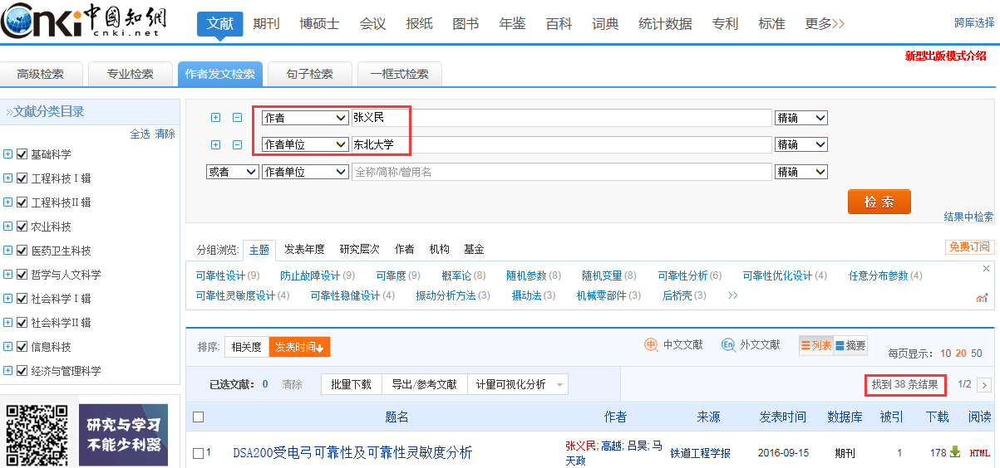 Cnki 中國知網
cnki.net
文献 期刊 博硕士 会议 报纸 图书 年鉴 百科 词典 统计数据 专利 标准 更多>> 跨库选择
新型出版模式介绍
高级检索 专业检索 作者发文检索 句子检索 一框式检索
»文献分类目录
全选 清除
基础科学
工程科技Ⅰ辑
工程科技Ⅱ辑
农业科技
医药卫生科技
哲学与人文科学
社会科学Ⅰ辑
社会科学Ⅱ辑
信息科技
经济与管理科学
研究与学习
不能少利器
作者 张义民 精确
作者单位 东北大学 精确
或者 作者单位 全称/简称/曾用名 精确
检索
结果中检索
分组浏览: 主题 发表年度 研究层次 作者 机构 基金 免费订阅
可靠性设计(9) 防止故障设计(9) 可靠度(9) 概率论(8) 随机参数(8) 随机变量(8) 可靠性分析(6) 可靠性优化设计(4) 任意分布参数(4)
可靠性灵敏度设计(4) 可靠性稳健设计(4) 振动分析方法(3) 摄动法(3) 机械零部件(3) 后桥壳(3) >>
排序: 相关度 发表时间 中 中文文献 En 外文文献 列表 摘要 每页显示: 10 20 50
已选文献: 0 清除 批量下载 导出/参考文献 计量可视化分析 找到 38 条结果 1/2 >
题名 作者 来源 发表时间 数据库 被引 下载 阅读
1 DSA200受电弓可靠性及可靠性灵敏度分析 张义民; 高越; 吕昊; 马天政 铁道工程学报 2016-09-15 期刊 1 178 HTML